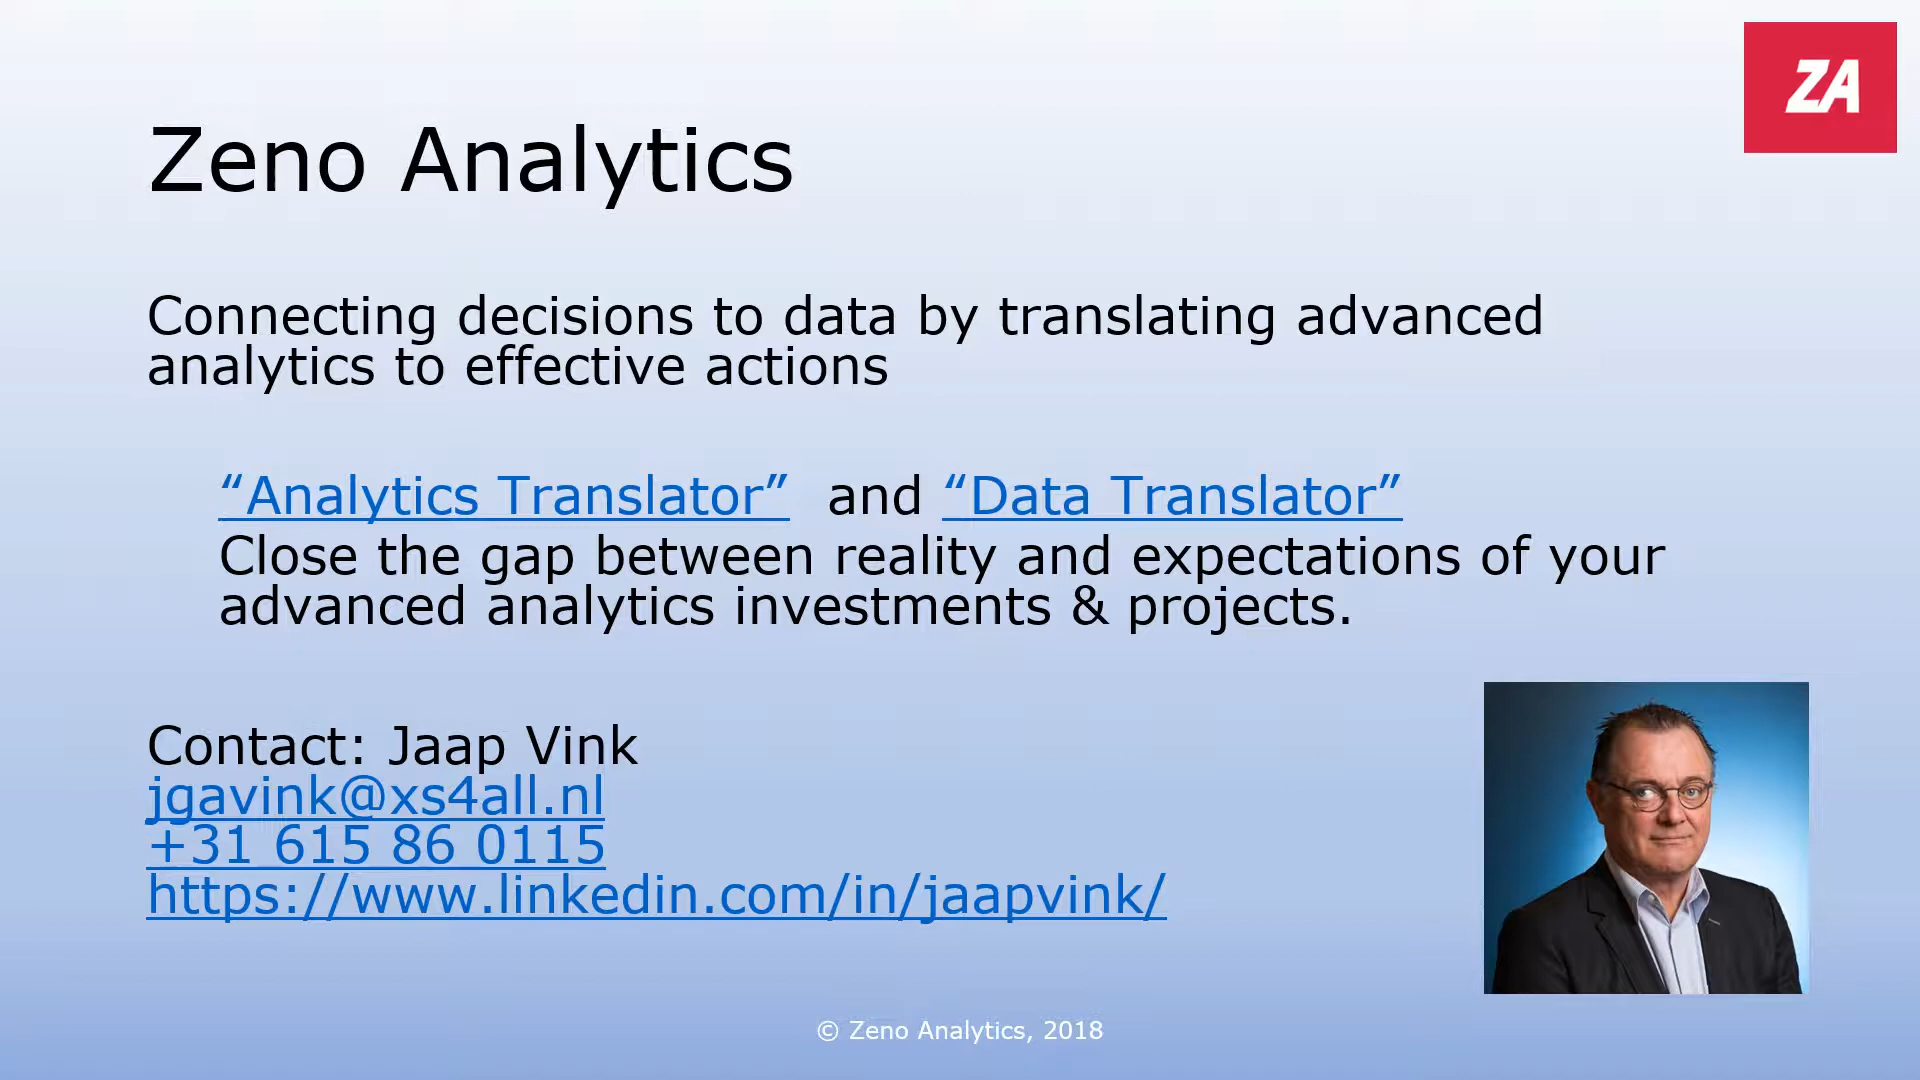 ZA
Zeno Analytics
Connecting decisions to data by translating advanced
analytics to effective actions
“Analytics Translator”  and “Data Translator”
Close the gap between reality and expectations of your
advanced analytics investments & projects.
Contact: Jaap Vink
jgavink@xs4all.nl
+31 615 86 0115
https://www.linkedin.com/in/jaapvink/
© Zeno Analytics, 2018